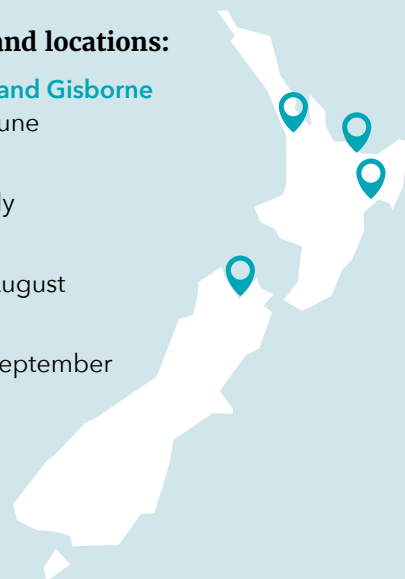 and locations:
and Gisborne
une
ly
ugust
eptember